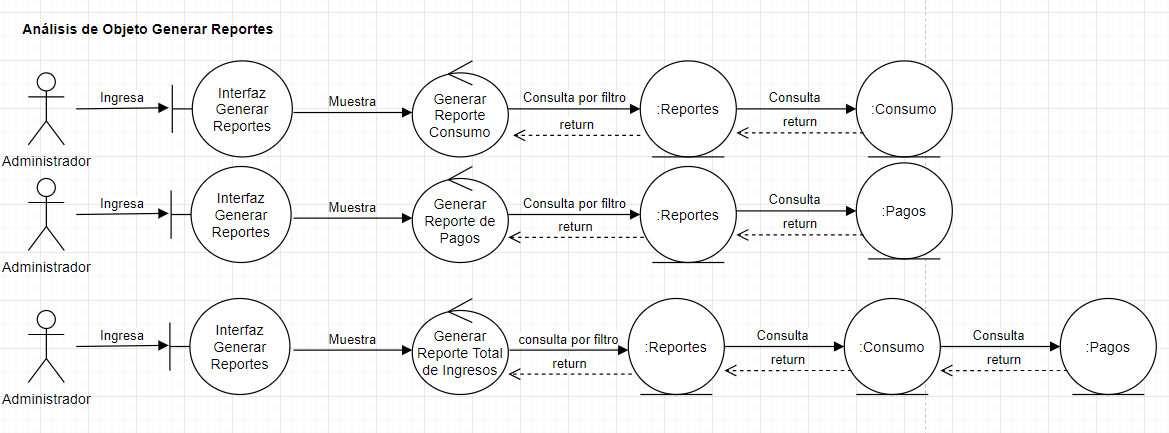 Análisis de Objeto Generar Reportes
Ingresa
Interfaz
Generar
Reportes
Muestra
Generar
Reporte
Consumo
Consulta por filtro
return
:Reportes
Consulta
return
:Consumo
Administrador
Ingresa
Interfaz
Generar
Reportes
Muestra
Generar
Reporte de
Pagos
Consulta por filtro
return
:Reportes
Consulta
return
:Pagos
Administrador
Ingresa
Interfaz
Generar
Reportes
Muestra
Generar
Reporte Total
de Ingresos
consulta por filtro
return
:Reportes
Consulta
return
:Consumo
Consulta
return
:Pagos
Administrador